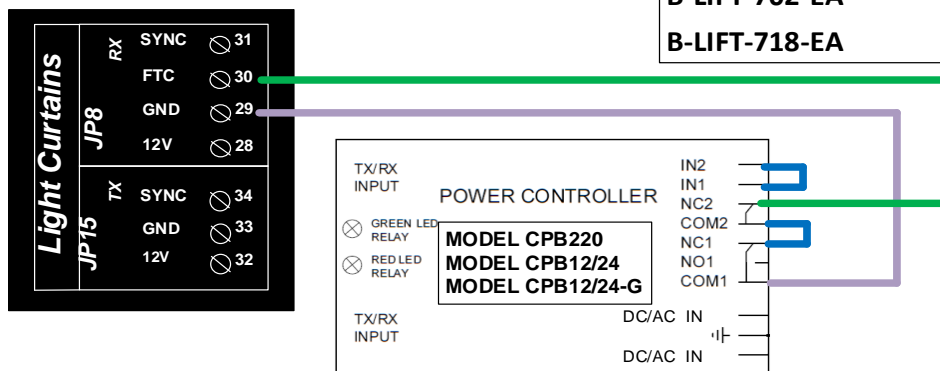 B-LIFT-718-EA
Light Curtains
JP8
RX
SYNC 31
FTC 30
GND 29
12V 28
JP15
TX
SYNC 34
GND 33
12V 32
TX/RX
INPUT
POWER CONTROLLER
GREEN LED
RELAY
RED LED
RELAY
MODEL CPB220
MODEL CPB12/24
MODEL CPB12/24-G
TX/RX
INPUT
IN2
IN1
NC2
COM2
NC1
NO1
COM1
DC/AC IN
DC/AC IN